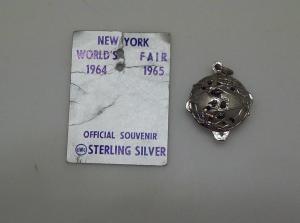 NEW YORK
WORLD'S FAIR
1964 1965
OFFICIAL SOUVENIR
STERLING SILVER